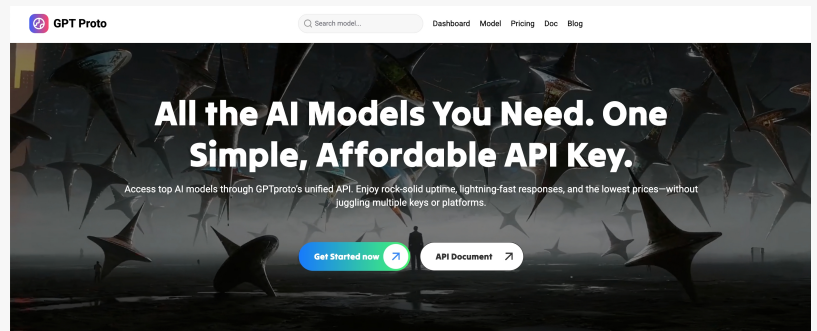 GPT Proto
Search model...
Dashboard
Model
Pricing
Doc
Blog
All the AI Models You Need. One
Simple, Affordable API Key.
Access top AI models through GPTproto's unified API. Enjoy rock-solid uptime, lightning-fast responses, and the lowest prices—without
juggling multiple keys or platforms.
Get Started now
API Document